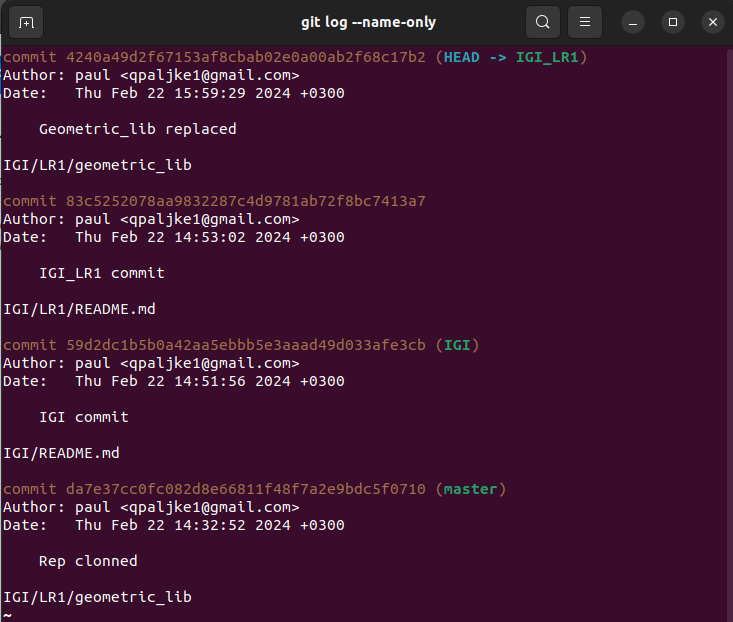 git log --name-only
commit 4240a49d2f67153af8cbab02e0a00ab2f68c17b2 (HEAD -> IGI_LR1)
Author: paul <qpaljke1@gmail.com>
Date:   Thu Feb 22 15:59:29 2024 +0300
Geometric_lib replaced
IGI/LR1/geometric_lib
commit 83c5252078aa9832287c4d9781ab72f8bc7413a7
Author: paul <qpaljke1@gmail.com>
Date:   Thu Feb 22 14:53:02 2024 +0300
IGI_LR1 commit
IGI/LR1/README.md
commit 59d2dc1b5b0a42aa5ebbb5e3aaad49d033afe3cb (IGI)
Author: paul <qpaljke1@gmail.com>
Date:   Thu Feb 22 14:51:56 2024 +0300
IGI commit
IGI/README.md
commit da7e37cc0fc082d8e66811f48f7a2e9bdc5f0710 (master)
Author: paul <qpaljke1@gmail.com>
Date:   Thu Feb 22 14:32:52 2024 +0300
Rep clonned
IGI/LR1/geometric_lib
~